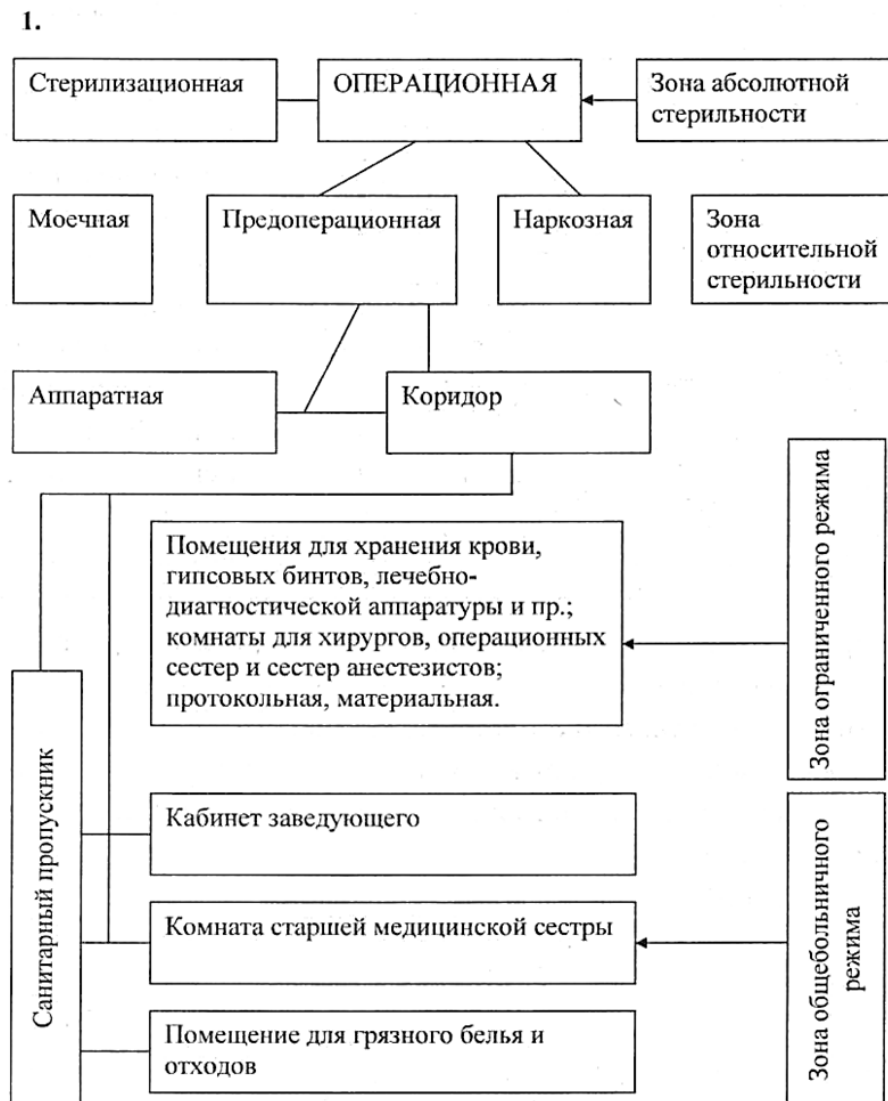 1.
Стерилизационная
ОПЕРАЦИОННАЯ
Зона абсолютной
стерильности
Моечная
Предоперационная
Наркозная
Зона
относительной
стерильности
Аппаратная
Коридор
Помещения для хранения крови,
гипсовых бинтов, лечебно-
диагностической аппаратуры и пр.;
комнаты для хирургов, операционных
сестер и сестер анестезистов;
протокольная, материальная.
Зона ограниченного режима
Санитарный пропускник
Кабинет заведующего
Комната старшей медицинской сестры
Помещение для грязного белья и
отходов
Зона общебольничного
режима